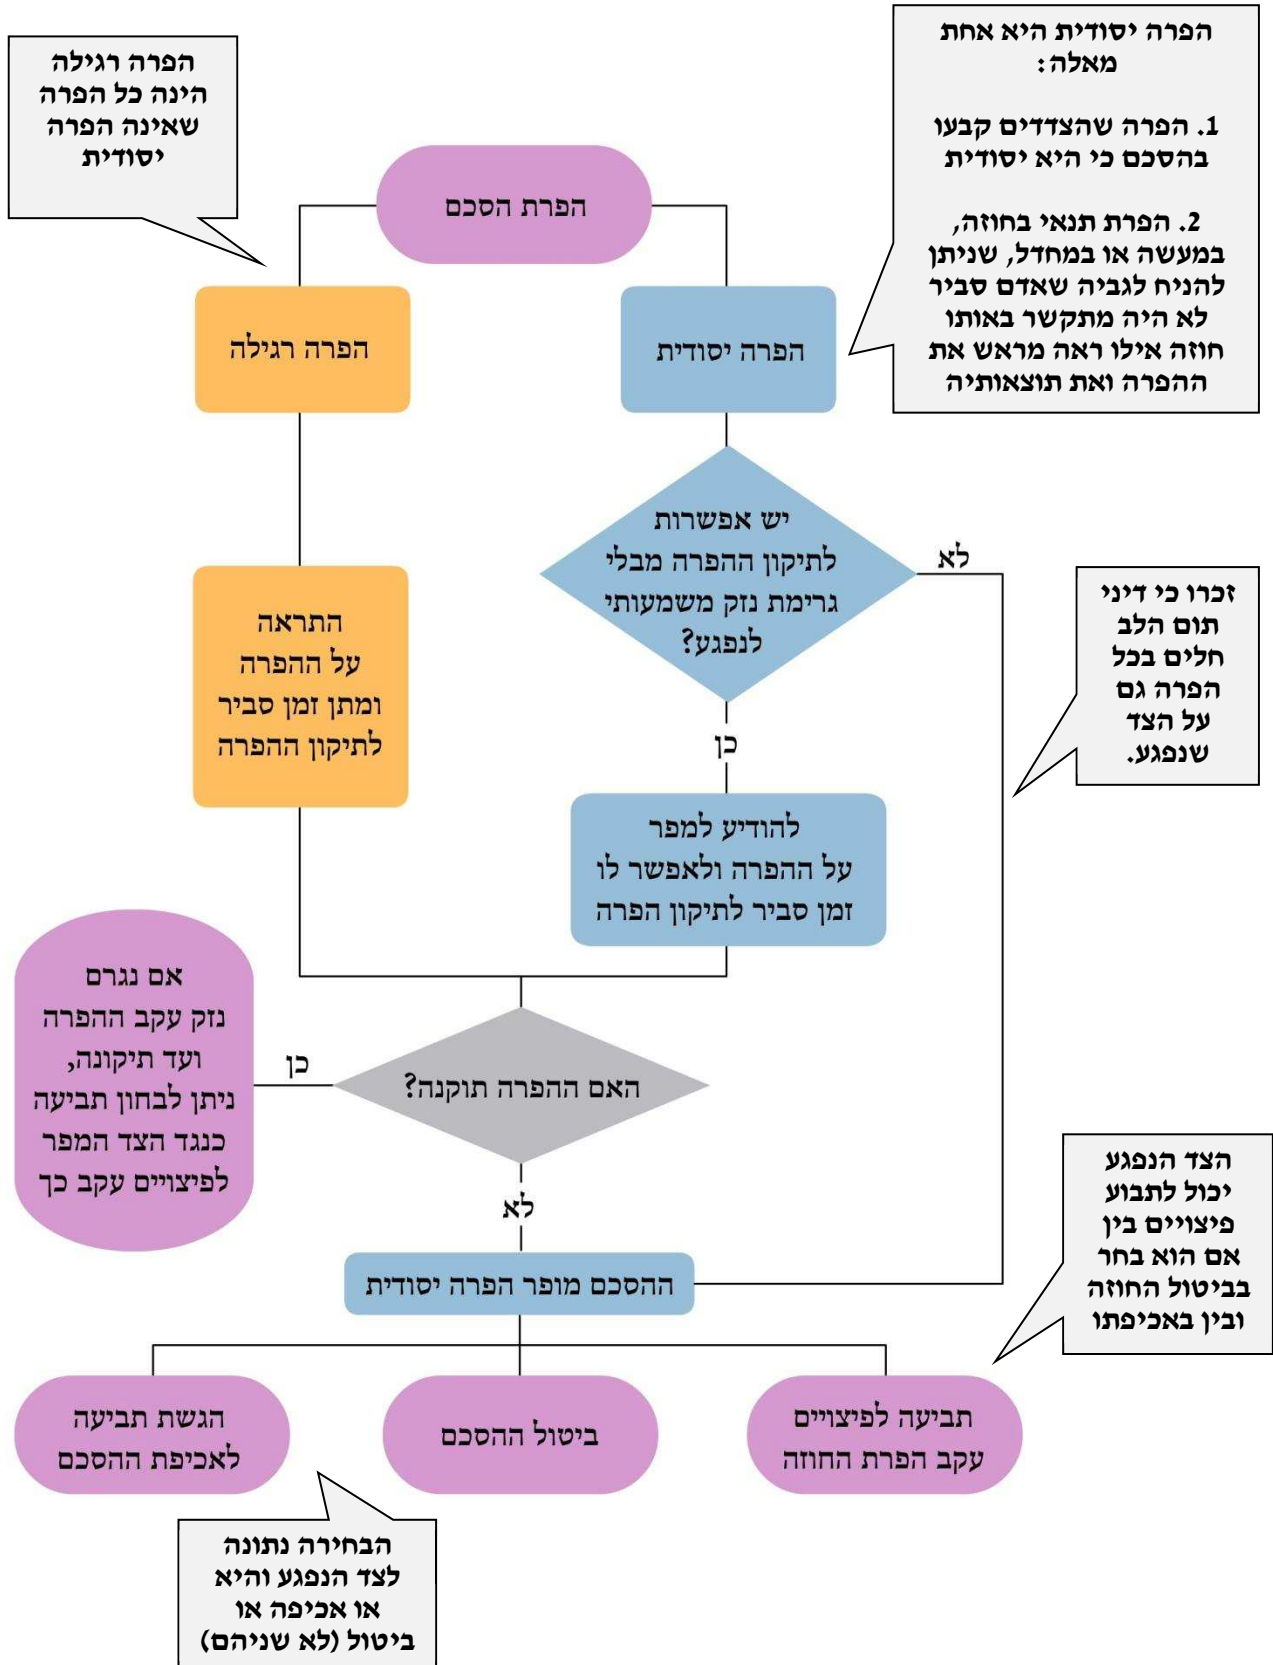 הפרה יסודית היא אחת
מאלה:
1. הפרה שהצדדים קבעו
בהסכם כי היא יסודית
2. הפרת תנאי בחוזה,
במעשה או במחדל, שניתן
להניח לגביה שאדם סביר
לא היה מתקשר באותו
חוזה אילו ראה מראש את
ההפרה ואת תוצאותיה
הפרה רגילה
הינה כל הפרה
שאינה הפרה
יסודית
הפרת הסכם
הפרה יסודית
הפרה רגילה
יש אפשרות
לתיקון ההפרה מבלי
גרימת נזק משמעותי
לנפגע?
לא
כן
זכרו כי דיני
תום הלב
חלים בכל
הפרה גם
על הצד
שנפגע.
התראה
על ההפרה
ומתן זמן סביר
לתיקון ההפרה
להודיע למפר
על ההפרה ולאפשר לו
זמן סביר לתיקון הפרה
האם ההפרה תוקנה?
כן
אם נגרם
נזק עקב ההפרה
ועד תיקונה,
ניתן לבחון תביעה
כנגד הצד המפר
לפיצויים עקב כך
לא
ההסכם מופר הפרה יסודית
הצד הנפגע
יכול לתבוע
פיצויים בין
אם הוא בחר
בביטול החוזה
ובין באכיפתו
תביעה לפיצויים
עקב הפרת החוזה
ביטול ההסכם
הגשת תביעה
לאכיפת ההסכם
הבחירה נתונה
לצד הנפגע והיא
או אכיפה או
ביטול (לא שניהם)